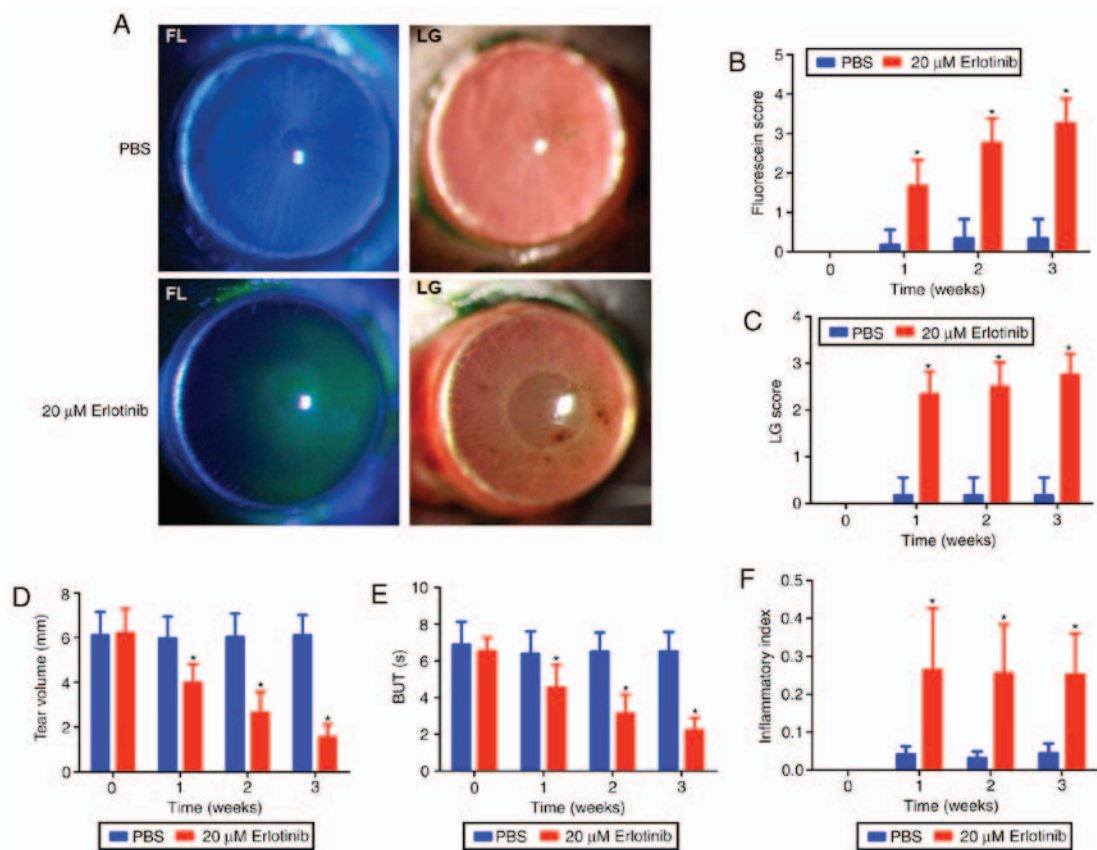 A
FL
LG
PBS
FL
LG
20 μM Erlotinib
B
PBS
20 μM Erlotinib
Fluorescein score
5
4
3
2
1
0
*
*
*
0
1
2
3
Time (weeks)
C
PBS
20 μM Erlotinib
LG score
4
3
2
1
0
*
*
*
0
1
2
3
Time (weeks)
D
Tear volume (mm)
8
6
4
2
0
*
*
*
0
1
2
3
Time (weeks)
PBS
20 μM Erlotinib
E
BUT (s)
10
8
6
4
2
0
*
*
*
0
1
2
3
Time (weeks)
PBS
20 μM Erlotinib
F
Inflammatory index
0.5
0.4
0.3
0.2
0.1
0.0
*
*
*
0
1
2
3
Time (weeks)
PBS
20 μM Erlotinib